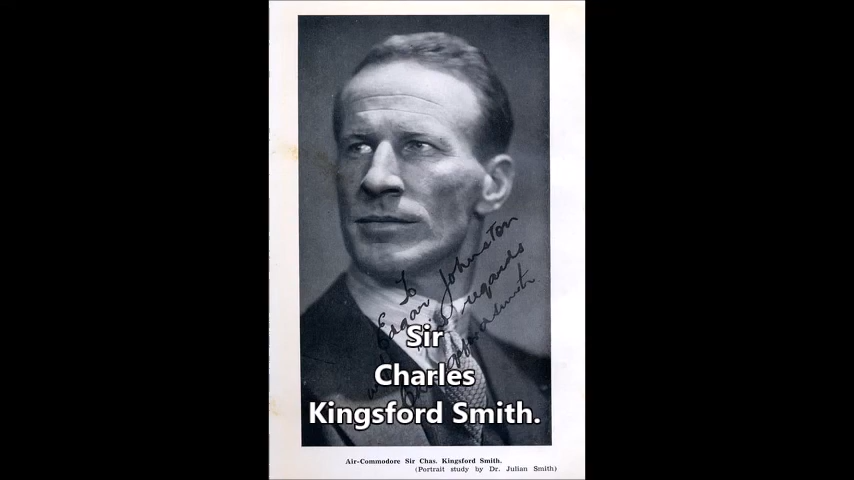 To
Edgar Johnston
regards
Sir
Charles
Kingsford Smith.
Air-Commodore Sir Chas. Kingsford Smith.
(Portrait study by Dr. Julian Smith)